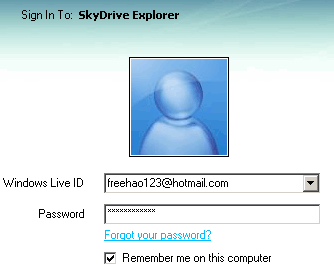 Sign In To: SkyDrive Explorer
Windows Live ID freehao123@hotmail.com
Password ************
Forgot your password?
Remember me on this computer